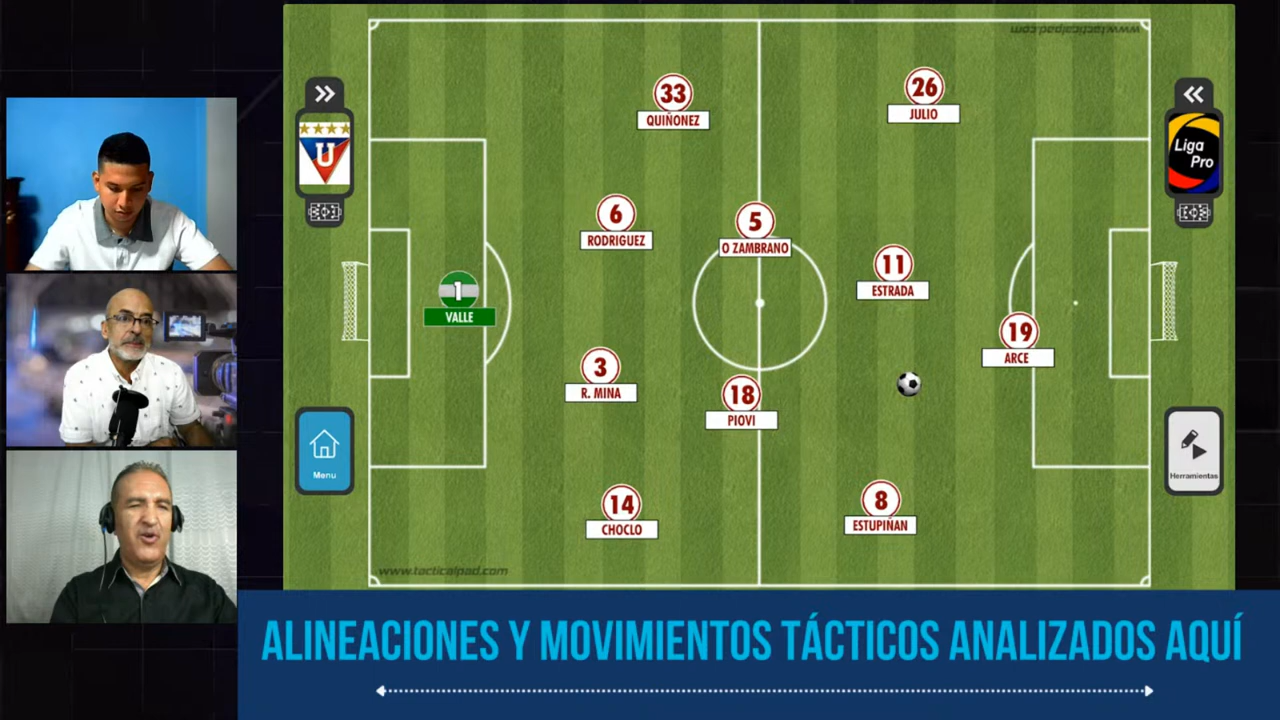 www.tacticalpad.com
33
QUIÑONEZ
26
JULIO
U
Liga
Pro
6
RODRIGUEZ
5
O ZAMBRANO
11
ESTRADA
1
VALLE
19
ARCE
3
R. MINA
18
PIOVI
Menu
Herramientas
14
CHOCLO
8
ESTUPIÑAN
www.tacticalpad.com
ALINEACIONES Y MOVIMIENTOS TÁCTICOS ANALIZADOS AQUÍ